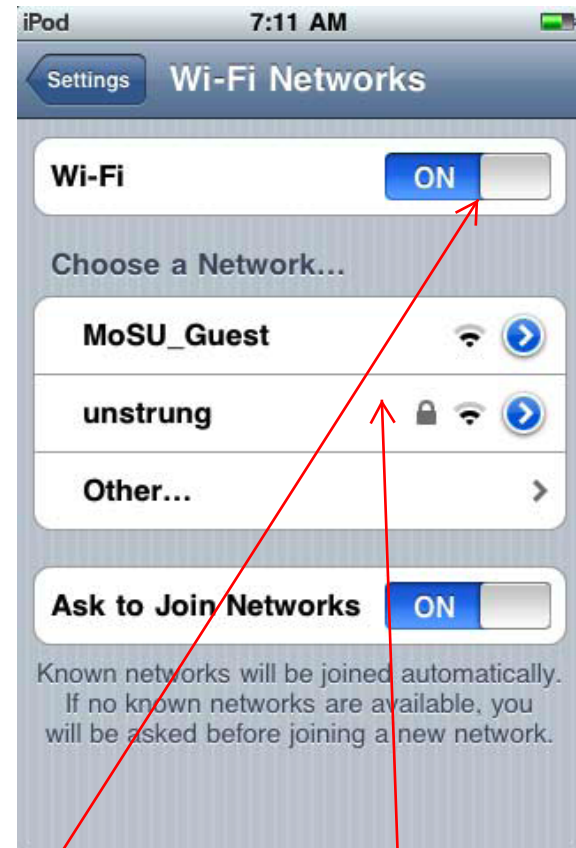 iPod 7:11 AM
Settings Wi-Fi Networks
Wi-Fi ON
Choose a Network...
MoSU_Guest
unstrung
Other...
Ask to Join Networks ON
Known networks will be joined automatically.
If no known networks are available, you
will be asked before joining a new network.